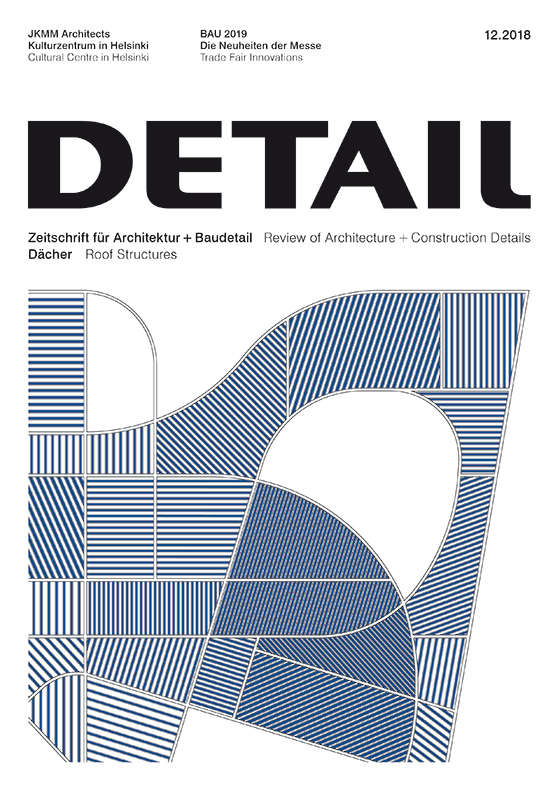 JKMM Architects
Kulturzentrum in Helsinki
Cultural Centre in Helsinki
BAU 2019
Die Neuheiten der Messe
Trade Fair Innovations
12.2018
DETAIL
Zeitschrift für Architektur + Baudetail Review of Architecture + Construction Details
Dächer Roof Structures